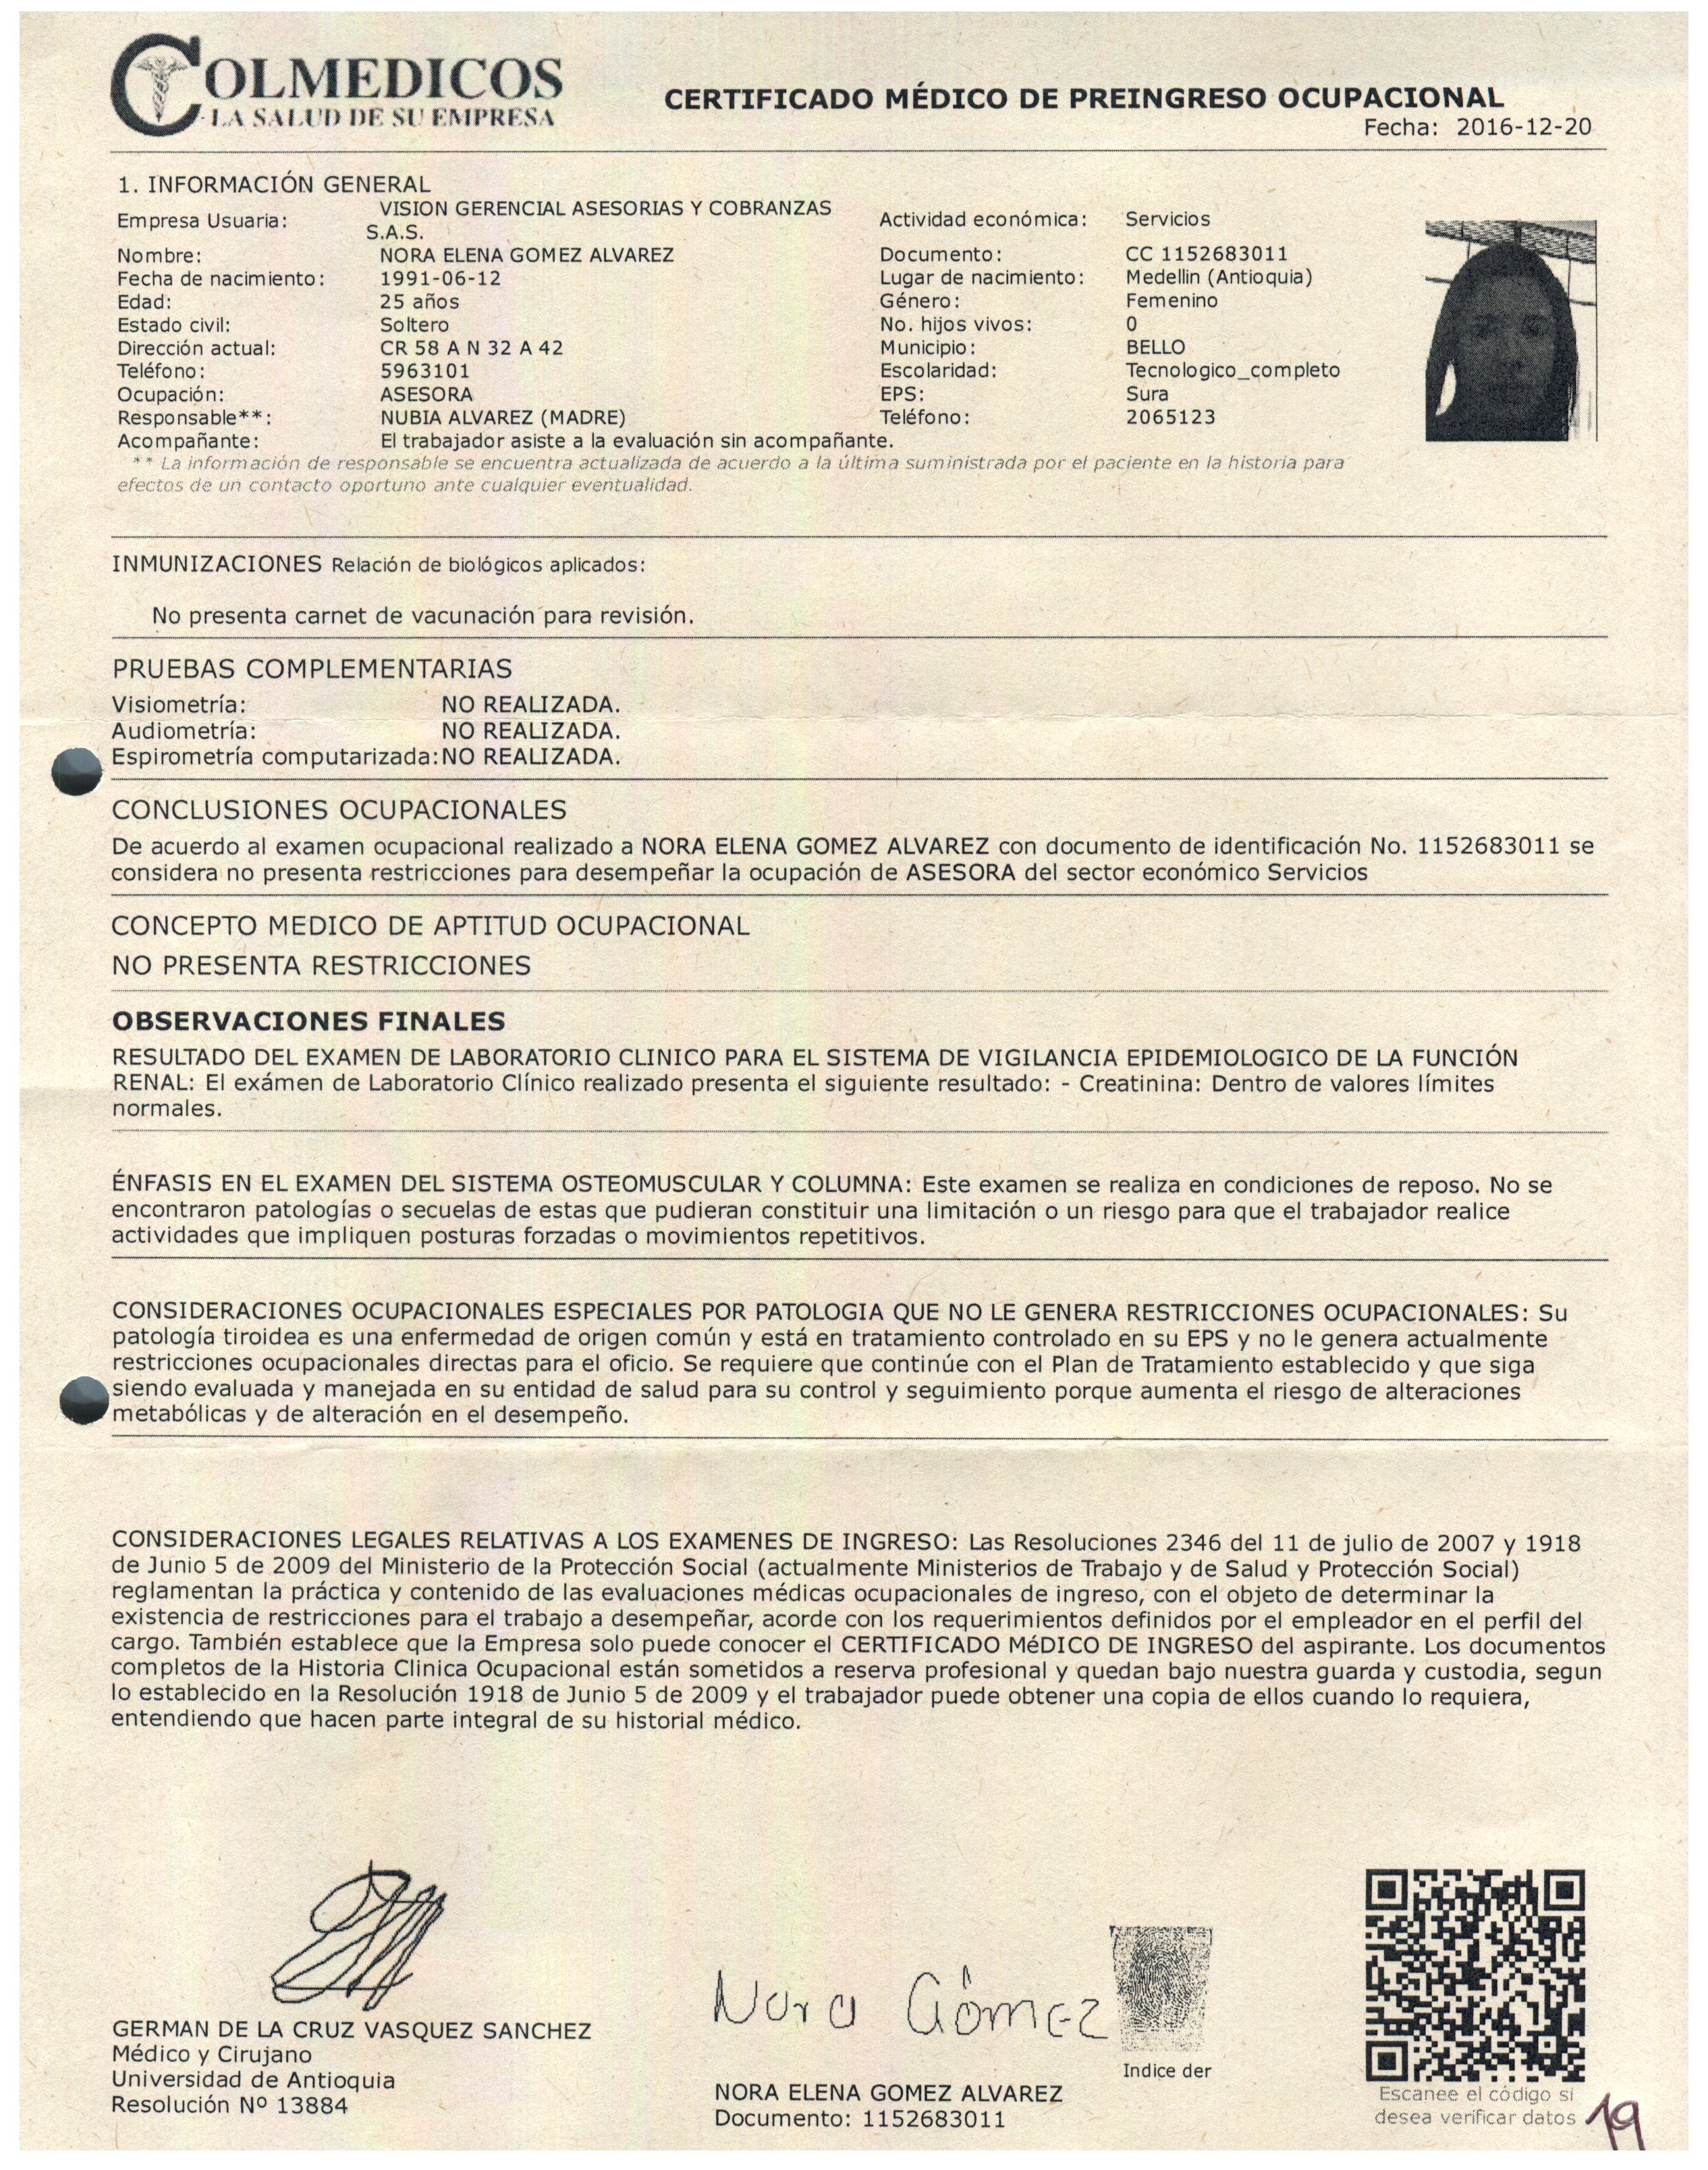 COLMEDICOS
LA SALUD DE SU EMPRESA
CERTIFICADO MÉDICO DE PREINGRESO OCUPACIONAL
Fecha: 2016-12-20
1. INFORMACIÓN GENERAL
Empresa Usuaria: VISION GERENCIAL ASESORIAS Y COBRANZAS S.A.S. Actividad económica: Servicios
Nombre: NORA ELENA GOMEZ ALVAREZ Documento: CC 1152683011
Fecha de nacimiento: 1991-06-12 Lugar de nacimiento: Medellin (Antioquia)
Edad: 25 años Género: Femenino
Estado civil: Soltero No. hijos vivos: 0
Dirección actual: CR 58 A N 32 A 42 Municipio: BELLO
Teléfono: 5963101 Escolaridad: Tecnologico_completo
Ocupación: ASESORA EPS: Sura
Responsable**: NUBIA ALVAREZ (MADRE) Teléfono: 2065123
Acompañante: El trabajador asiste a la evaluación sin acompañante.
** La información de responsable se encuentra actualizada de acuerdo a la última suministrada por el paciente en la historia para
efectos de un contacto oportuno ante cualquier eventualidad.
INMUNIZACIONES Relación de biológicos aplicados:
No presenta carnet de vacunación para revisión.
PRUEBAS COMPLEMENTARIAS
Visiometría: NO REALIZADA.
Audiometría: NO REALIZADA.
Espirometría computarizada: NO REALIZADA.
CONCLUSIONES OCUPACIONALES
De acuerdo al examen ocupacional realizado a NORA ELENA GOMEZ ALVAREZ con documento de identificación No. 1152683011 se
considera no presenta restricciones para desempeñar la ocupación de ASESORA del sector económico Servicios
CONCEPTO MEDICO DE APTITUD OCUPACIONAL
NO PRESENTA RESTRICCIONES
OBSERVACIONES FINALES
RESULTADO DEL EXAMEN DE LABORATORIO CLINICO PARA EL SISTEMA DE VIGILANCIA EPIDEMIOLOGICO DE LA FUNCIÓN
RENAL: El exámen de Laboratorio Clínico realizado presenta el siguiente resultado: - Creatinina: Dentro de valores límites
normales.
ÉNFASIS EN EL EXAMEN DEL SISTEMA OSTEOMUSCULAR Y COLUMNA: Este examen se realiza en condiciones de reposo. No se
encontraron patologías o secuelas de estas que pudieran constituir una limitación o un riesgo para que el trabajador realice
actividades que impliquen posturas forzadas o movimientos repetitivos.
CONSIDERACIONES OCUPACIONALES ESPECIALES POR PATOLOGIA QUE NO LE GENERA RESTRICCIONES OCUPACIONALES: Su
patología tiroidea es una enfermedad de origen común y está en tratamiento controlado en su EPS y no le genera actualmente
restricciones ocupacionales directas para el oficio. Se requiere que continúe con el Plan de Tratamiento establecido y que siga
siendo evaluada y manejada en su entidad de salud para su control y seguimiento porque aumenta el riesgo de alteraciones
metabólicas y de alteración en el desempeño.
CONSIDERACIONES LEGALES RELATIVAS A LOS EXAMENES DE INGRESO: Las Resoluciones 2346 del 11 de julio de 2007 y 1918
de Junio 5 de 2009 del Ministerio de la Protección Social (actualmente Ministerios de Trabajo y de Salud y Protección Social)
reglamentan la práctica y contenido de las evaluaciones médicas ocupacionales de ingreso, con el objeto de determinar la
existencia de restricciones para el trabajo a desempeñar, acorde con los requerimientos definidos por el empleador en el perfil del
cargo. También establece que la Empresa solo puede conocer el CERTIFICADO MéDICO DE INGRESO del aspirante. Los documentos
completos de la Historia Clinica Ocupacional están sometidos a reserva profesional y quedan bajo nuestra guarda y custodia, segun
lo establecido en la Resolución 1918 de Junio 5 de 2009 y el trabajador puede obtener una copia de ellos cuando lo requiera,
entendiendo que hacen parte integral de su historial médico.
GERMAN DE LA CRUZ VASQUEZ SANCHEZ
Médico y Cirujano
Universidad de Antioquia
Resolución Nº 13884
Nora Gómez
Indice der
NORA ELENA GOMEZ ALVAREZ
Documento: 1152683011
Escanee el código si
desea verificar datos
19